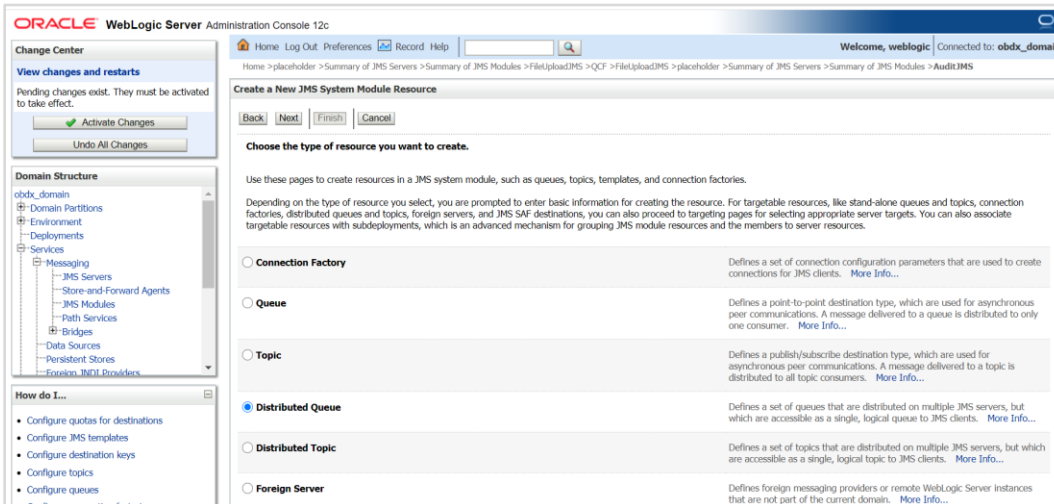 ORACLE WebLogic Server Administration Console 12c
Change Center
View changes and restarts
Pending changes exist. They must be activated
to take effect.
Activate Changes
Undo All Changes
Domain Structure
obdx_domain
Domain Partitions
Environment
Deployments
Services
Messaging
JMS Servers
Store-and-Forward Agents
JMS Modules
Path Services
Bridges
Data Sources
Persistent Stores
Foreign JNDI Providers
How do I...
Configure quotas for destinations
Configure JMS templates
Configure destination keys
Configure topics
Configure queues
Home Log Out Preferences Record Help
Welcome, weblogic Connected to: obdx_domai
Home >placeholder >Summary of JMS Servers >Summary of JMS Modules >FileUploadJMS >QCF >FileUploadJMS >placeholder >Summary of JMS Servers >Summary of JMS Modules >AuditJMS
Create a New JMS System Module Resource
Back Next Finish Cancel
Choose the type of resource you want to create.
Use these pages to create resources in a JMS system module, such as queues, topics, templates, and connection factories.
Depending on the type of resource you select, you are prompted to enter basic information for creating the resource. For targetable resources, like stand-alone queues and topics, connection
factories, distributed queues and topics, foreign servers, and JMS SAF destinations, you can also proceed to targeting pages for selecting appropriate server targets. You can also associate
targetable resources with subdeployments, which is an advanced mechanism for grouping JMS module resources and the members to server resources.
Connection Factory
Defines a set of connection configuration parameters that are used to create
connections for JMS clients. More Info...
Queue
Defines a point-to-point destination type, which are used for asynchronous
peer communications. A message delivered to a queue is distributed to only
one consumer. More Info...
Topic
Defines a publish/subscribe destination type, which are used for
asynchronous peer communications. A message delivered to a topic is
distributed to all topic consumers. More Info...
Distributed Queue
Defines a set of queues that are distributed on multiple JMS servers, but
which are accessible as a single, logical queue to JMS clients. More Info...
Distributed Topic
Defines a set of topics that are distributed on multiple JMS servers, but which
are accessible as a single, logical topic to JMS clients. More Info...
Foreign Server
Defines foreign messaging providers or remote WebLogic Server instances
that are not part of the current domain. More Info...